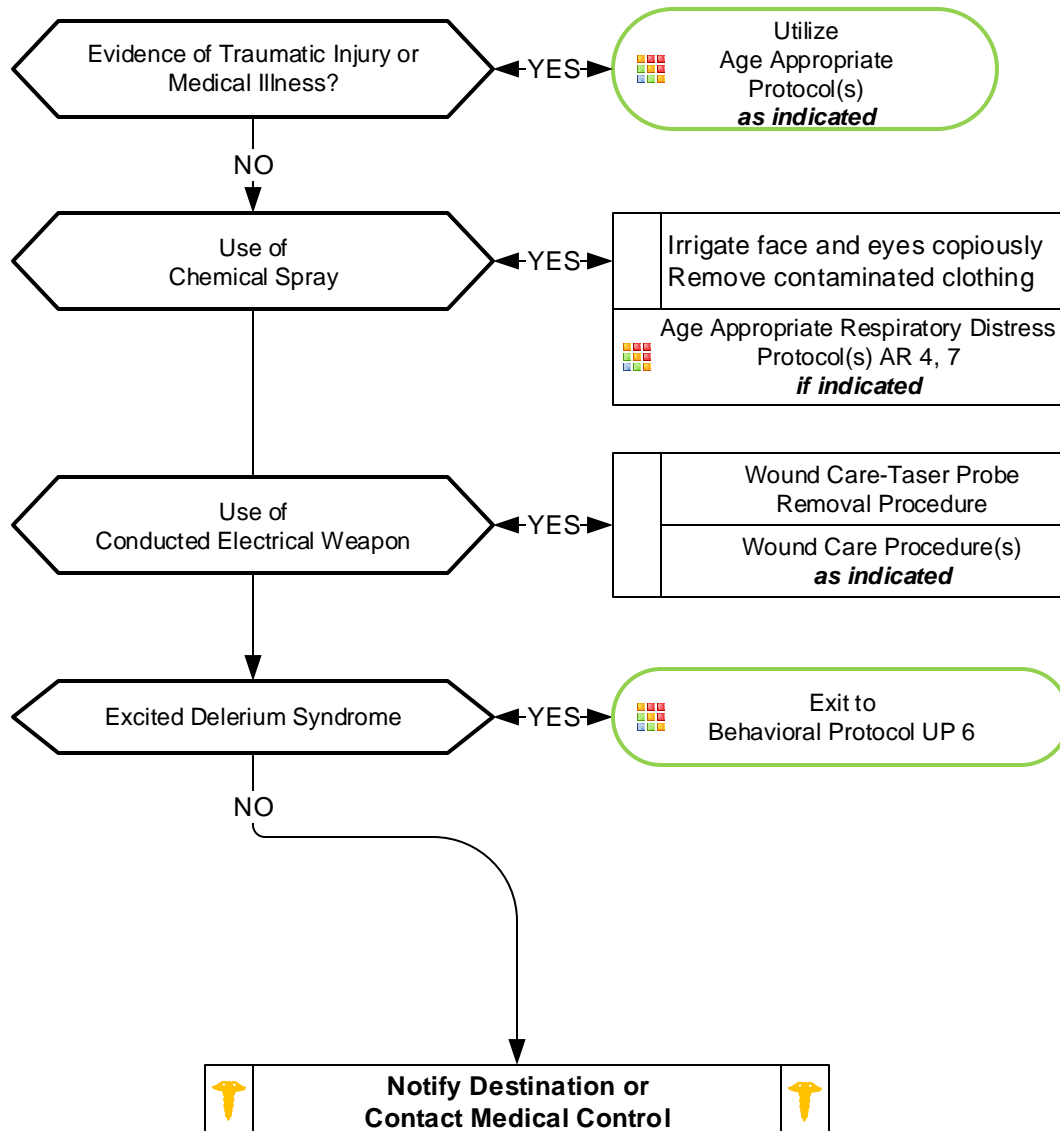 Evidence of Traumatic Injury or
Medical Illness?
YES
Utilize
Age Appropriate
Protocol(s)
as indicated
NO
Use of
Chemical Spray
YES
Irrigate face and eyes copiously
Remove contaminated clothing
Age Appropriate Respiratory Distress
Protocol(s) AR 4, 7
if indicated
Use of
Conducted Electrical Weapon
YES
Wound Care-Taser Probe
Removal Procedure
Wound Care Procedure(s)
as indicated
Excited Delerium Syndrome
YES
Exit to
Behavioral Protocol UP 6
NO
Notify Destination or
Contact Medical Control